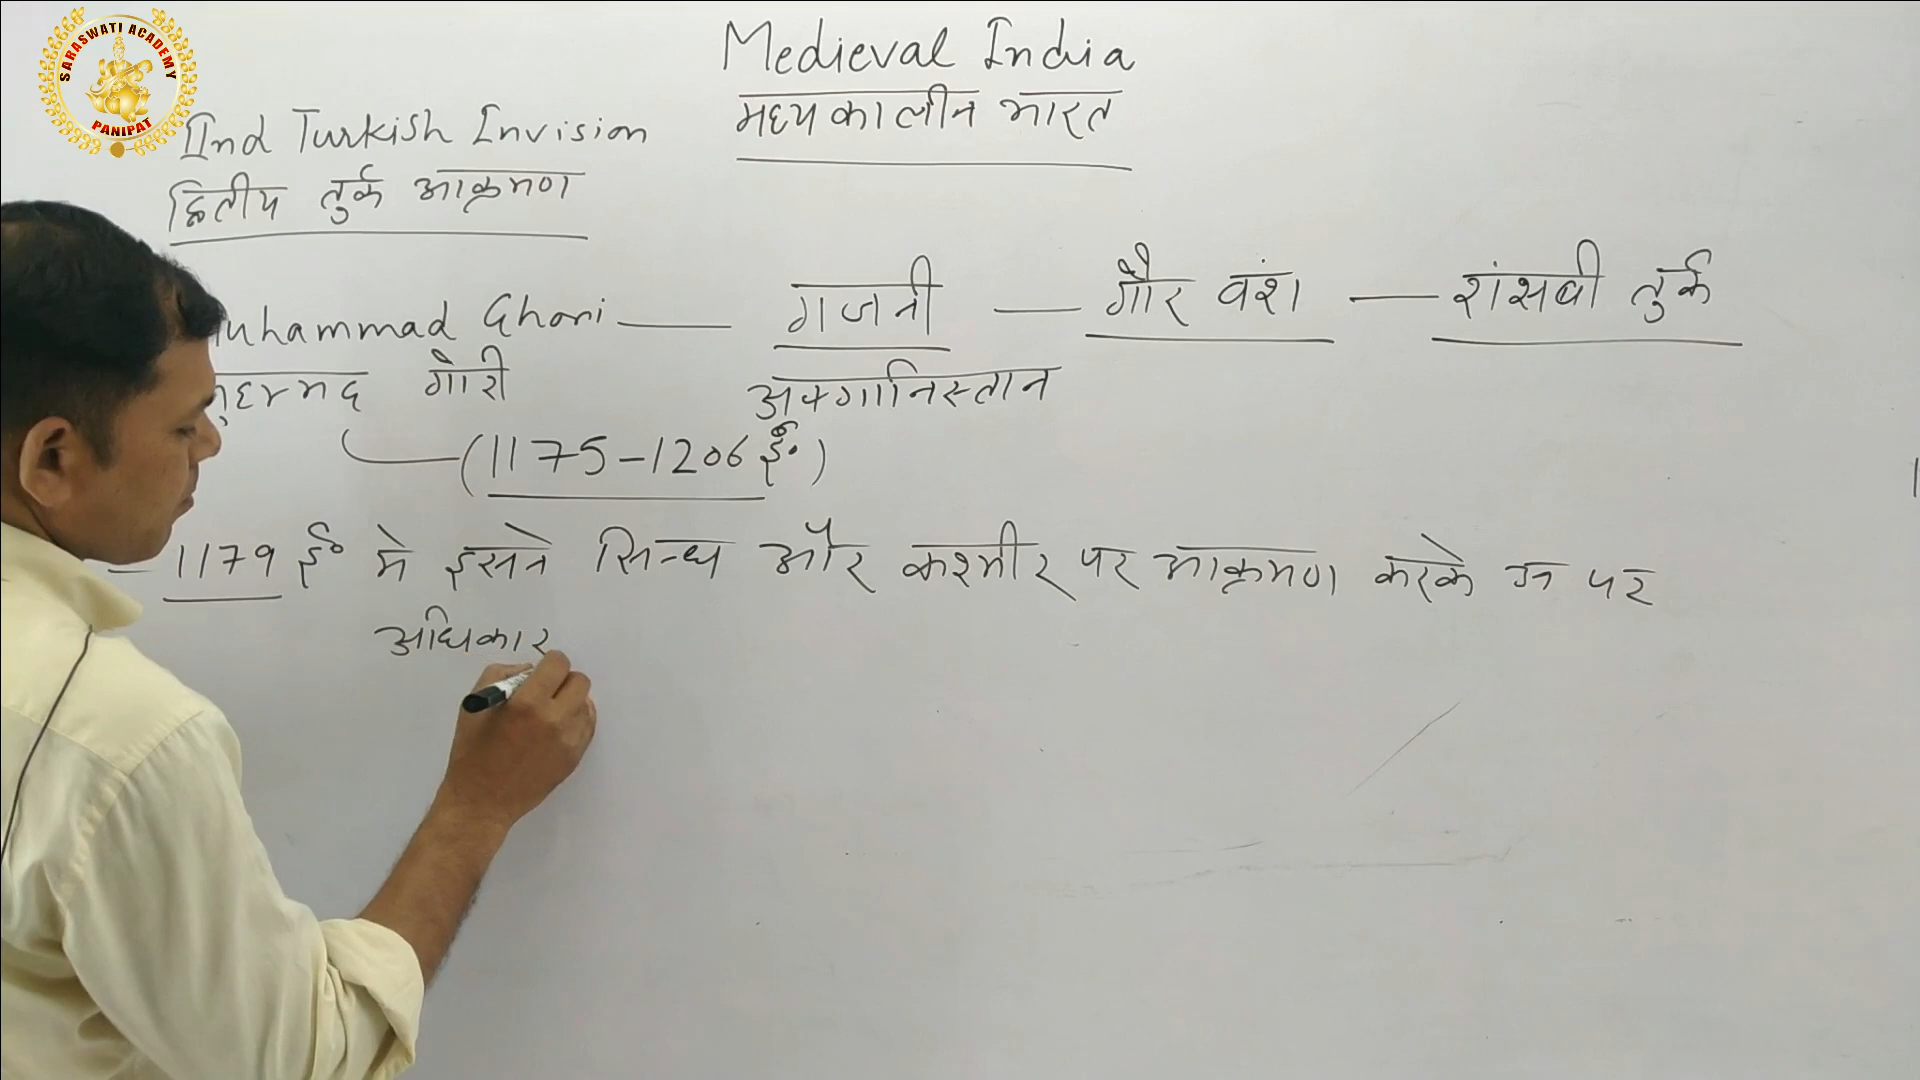 SARASWATI ACADEMY
PANIPAT
Medieval India
मध्यकालीन भारत
IInd Turkish Invision
द्वितीय तुर्क आक्रमण
uhammad Ghori — गजनी — गौर वंश — शंसबी तुर्क
मुहम्मद गौरी अफगानिस्तान
(1175-1206 ई॰)
- 1179 ई॰ मे इसने सिन्ध और कश्मीर पर आक्रमण करके उन पर
अधिकार